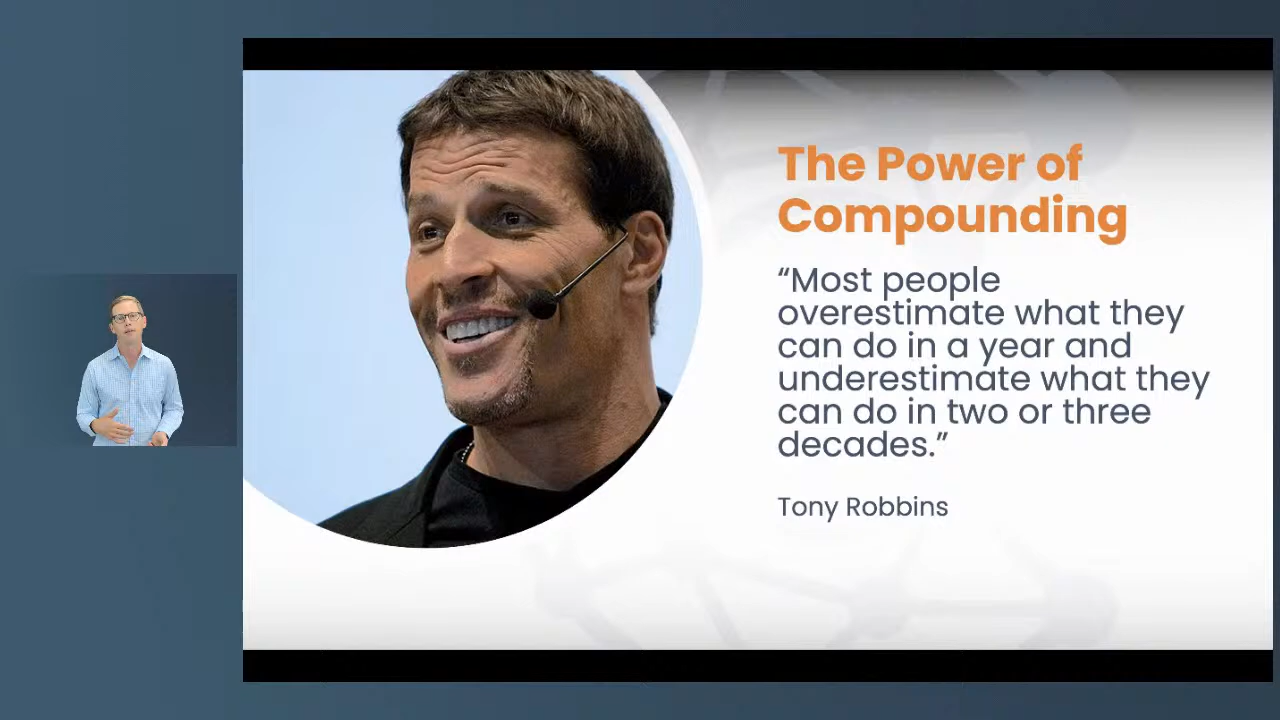 The Power of
Compounding
“Most people
overestimate what they
can do in a year and
underestimate what they
can do in two or three
decades.”
Tony Robbins